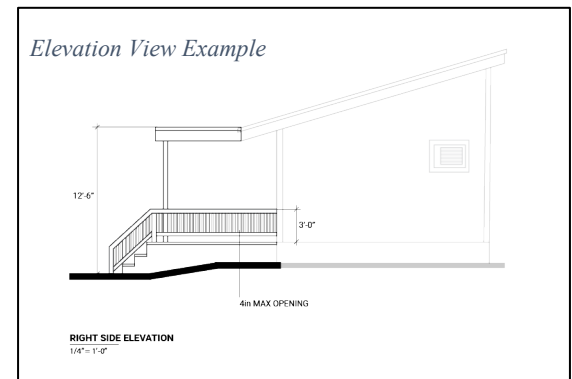 Elevation View Example
12'-6"
3'-0"
4in MAX OPENING
RIGHT SIDE ELEVATION
1/4" = 1'-0"